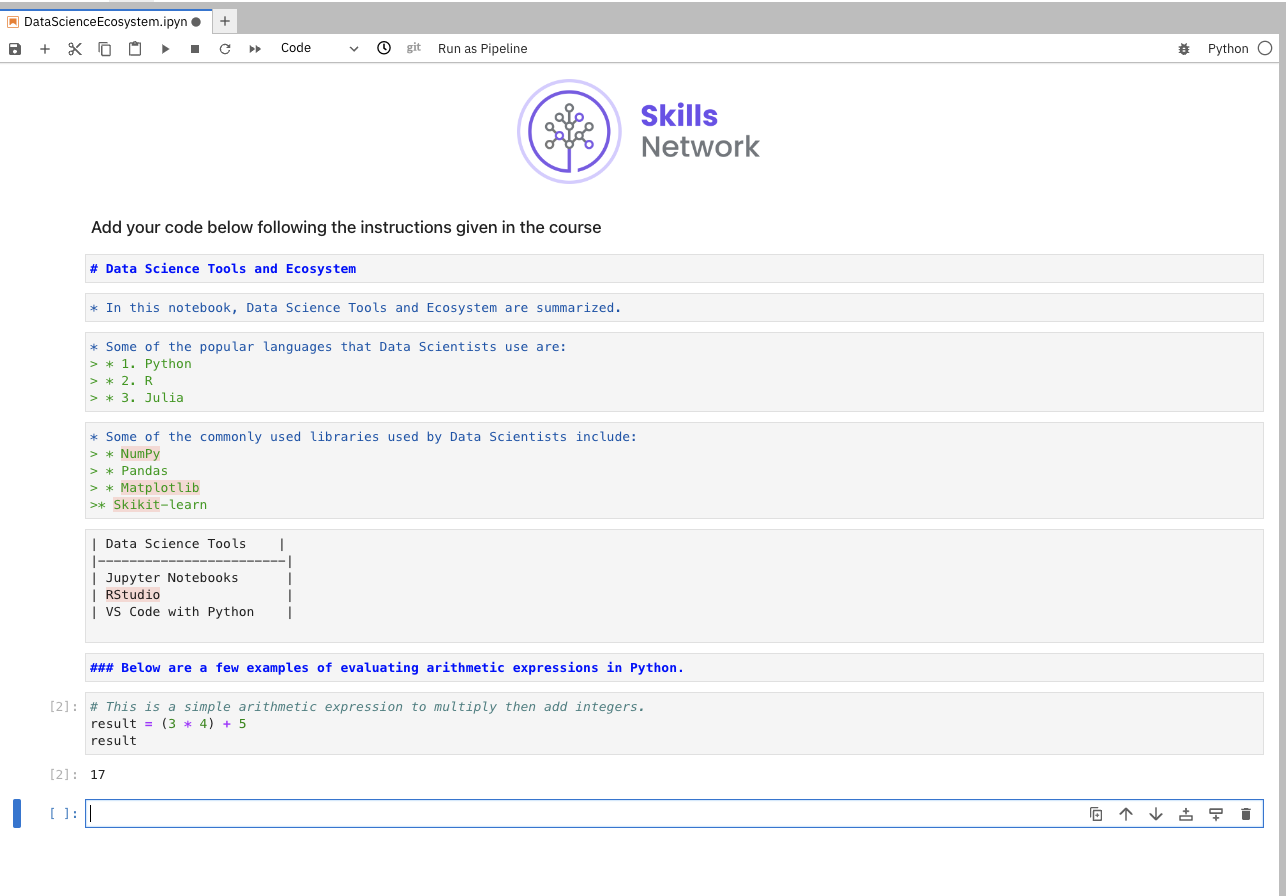 DataScienceEcosystem.ipyn
Code git Run as Pipeline Python
Skills
Network
Add your code below following the instructions given in the course
# Data Science Tools and Ecosystem
* In this notebook, Data Science Tools and Ecosystem are summarized.
* Some of the popular languages that Data Scientists use are:
> * 1. Python
> * 2. R
> * 3. Julia
* Some of the commonly used libraries used by Data Scientists include:
> * NumPy
> * Pandas
> * Matplotlib
>* Skikit-learn
| Data Science Tools    |
|------------------------|
| Jupyter Notebooks      |
| RStudio                |
| VS Code with Python    |
### Below are a few examples of evaluating arithmetic expressions in Python.
[2]: # This is a simple arithmetic expression to multiply then add integers.
result = (3 * 4) + 5
result
[2]: 17
[ ]: